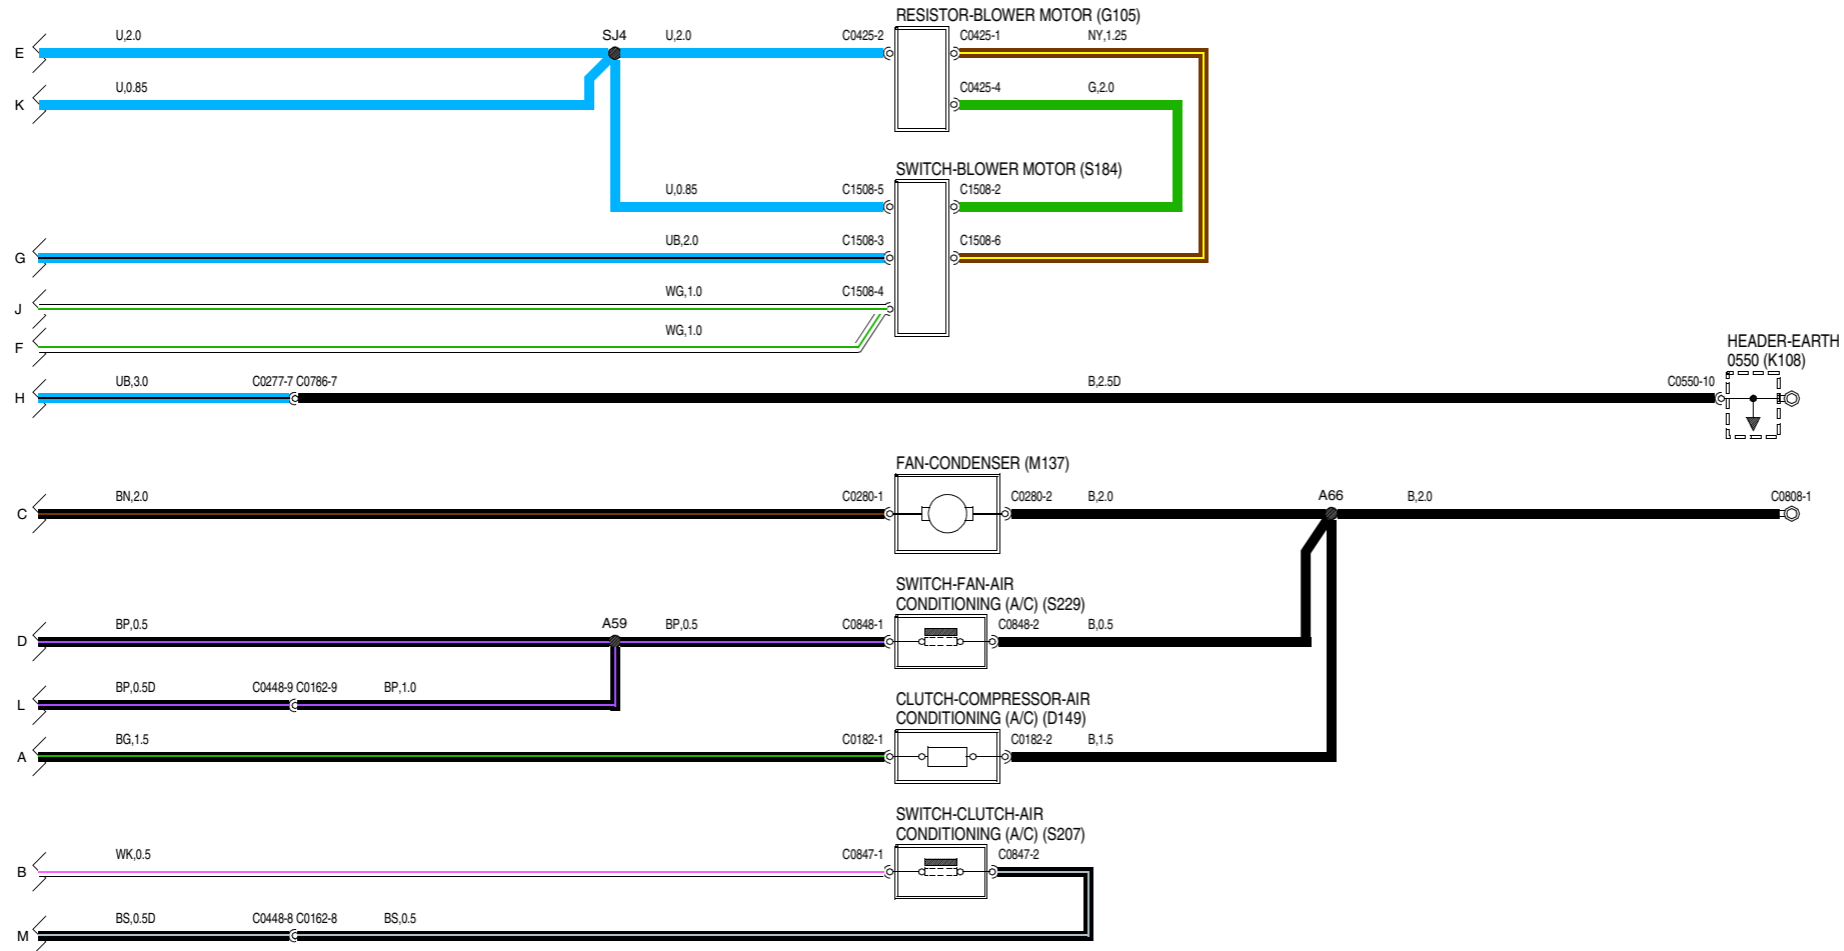 RESISTOR-BLOWER MOTOR (G105)
E U,2.0 SJ4 U,2.0 C0425-2 C0425-1 NY,1.25
K U,0.85 C0425-4 G,2.0
SWITCH-BLOWER MOTOR (S184)
U,0.85 C1508-5 C1508-2
G UB,2.0 C1508-3 C1508-6
J WG,1.0 C1508-4
F WG,1.0
HEADER-EARTH
0550 (K108)
H UB,3.0 C0277-7 C0786-7 B,2.5D C0550-10
FAN-CONDENSER (M137)
C BN,2.0 C0280-1 C0280-2 B,2.0 A66 B,2.0 C0808-1
SWITCH-FAN-AIR
CONDITIONING (A/C) (S229)
D BP,0.5 A59 BP,0.5 C0848-1 C0848-2 B,0.5
L BP,0.5D C0448-9 C0162-9 BP,1.0
CLUTCH-COMPRESSOR-AIR
CONDITIONING (A/C) (D149)
A BG,1.5 C0182-1 C0182-2 B,1.5
SWITCH-CLUTCH-AIR
CONDITIONING (A/C) (S207)
B WK,0.5 C0847-1 C0847-2
M BS,0.5D C0448-8 C0162-8 BS,0.5